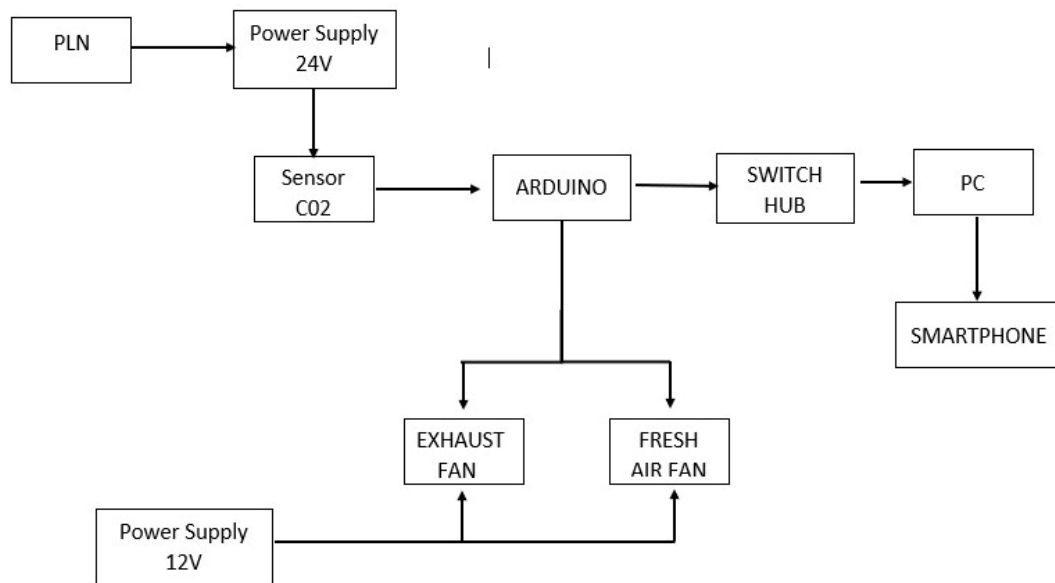 PLN
Power Supply
24V
Sensor
C02
ARDUINO
SWITCH
HUB
PC
SMARTPHONE
EXHAUST
FAN
FRESH
AIR FAN
Power Supply
12V